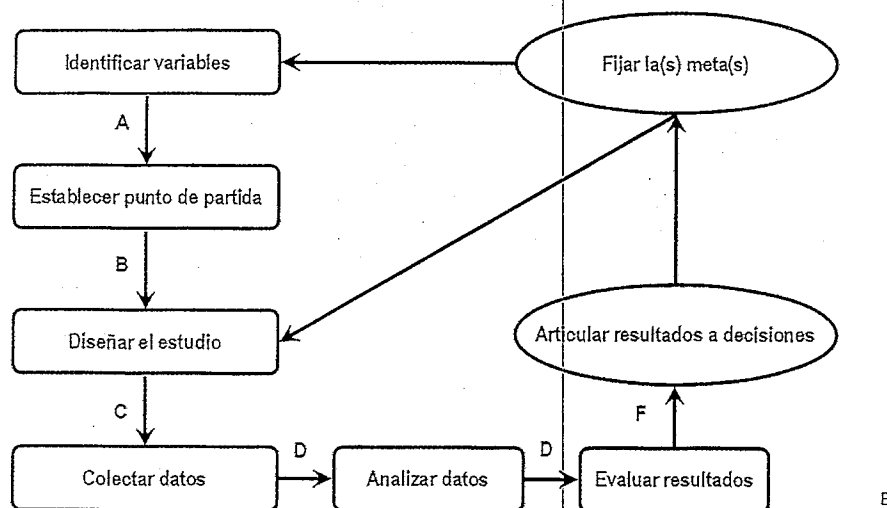 Identificar variables
Fijar la(s) meta(s)
A
Establecer punto de partida
B
Diseñar el estudio
Articular resultados a decisiones
C
F
D
D
Colectar datos
Analizar datos
Evaluar resultados
E